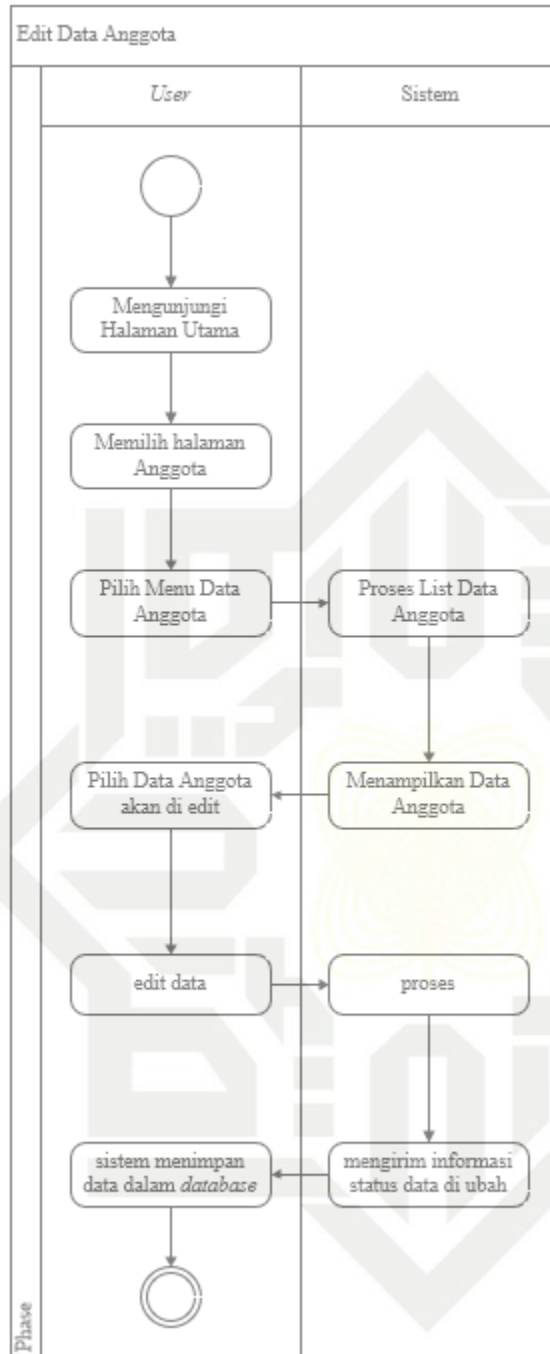 Edit Data Anggota
User
Sistem
Mengunjungi
Halaman Utama
Memilih halaman
Anggota
Pilih Menu Data
Anggota
Proses List Data
Anggota
Pilih Data Anggota
akan di edit
Menampilkan Data
Anggota
edit data
proses
sistem menimpan
data dalam database
mengirim informasi
status data di ubah
Phase